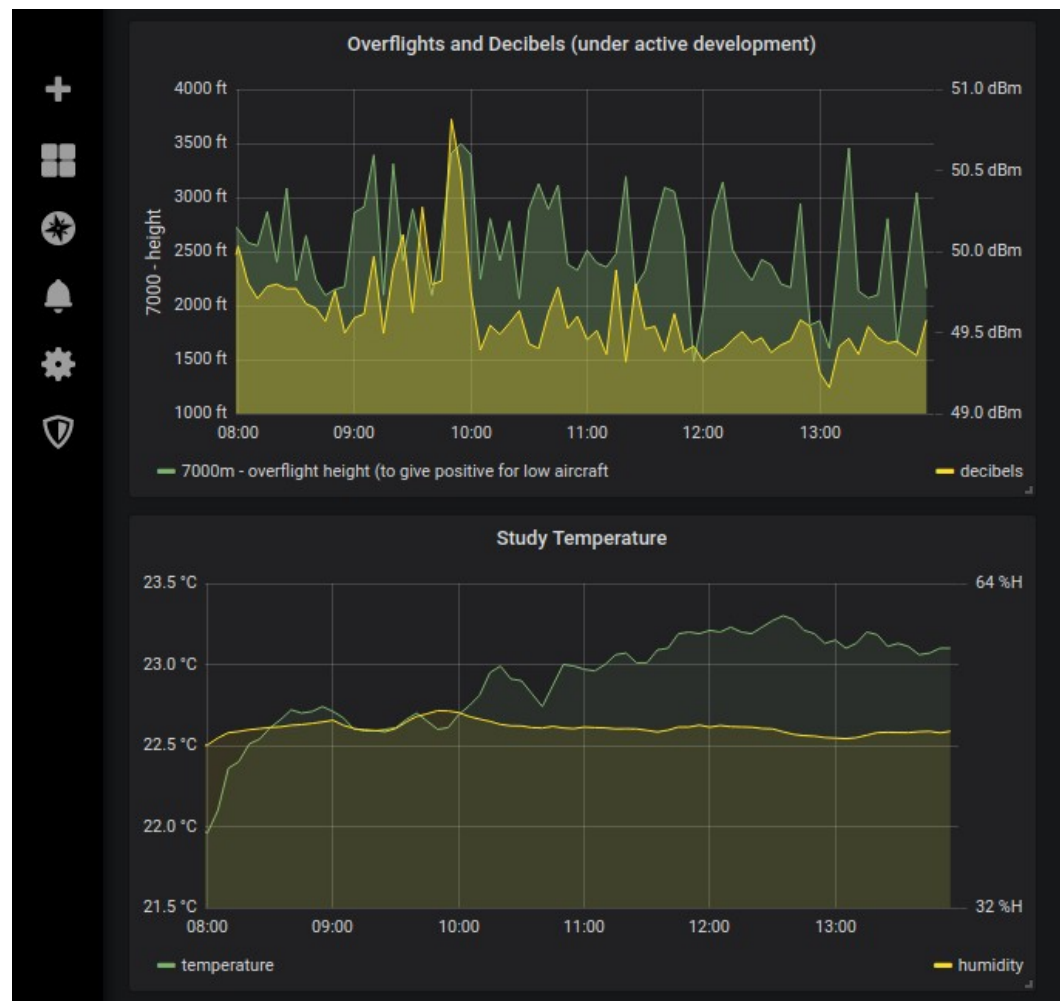 Overflights and Decibels (under active development)
4000 ft
51.0 dBm
3500 ft
50.5 dBm
3000 ft
7000 - height
2500 ft
50.0 dBm
2000 ft
49.5 dBm
1500 ft
1000 ft
49.0 dBm
08:00 09:00 10:00 11:00 12:00 13:00
7000m - overflight height (to give positive for low aircraft
decibels
Study Temperature
23.5 °C
64 %H
23.0 °C
22.5 °C
22.0 °C
21.5 °C
32 %H
08:00 09:00 10:00 11:00 12:00 13:00
temperature
humidity